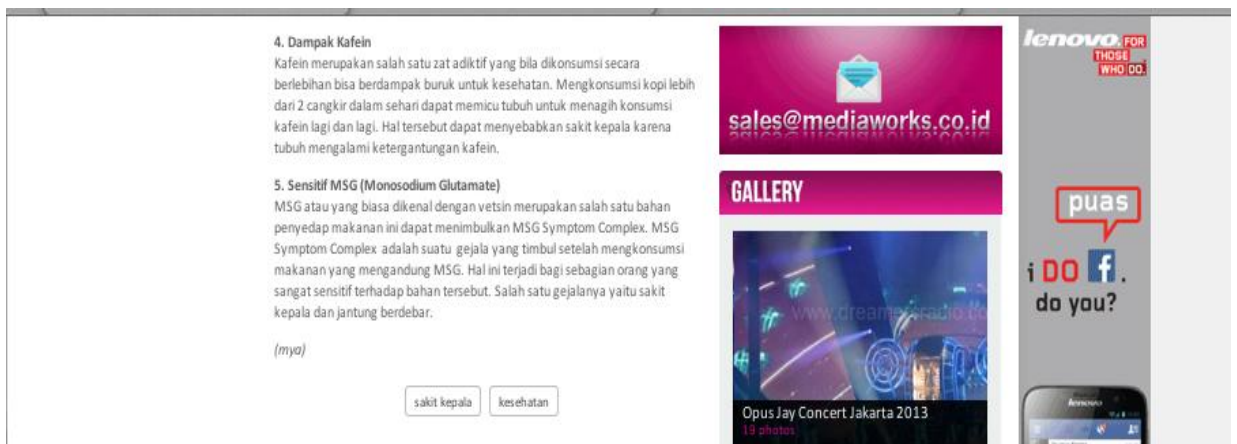 4. Dampak Kafein
Kafein merupakan salah satu zat adiktif yang bila dikonsumsi secara
berlebihan bisa berdampak buruk untuk kesehatan. Mengkonsumsi kopi lebih
dari 2 cangkir dalam sehari dapat memicu tubuh untuk menagih konsumsi
kafein lagi dan lagi. Hal tersebut dapat menyebabkan sakit kepala karena
tubuh mengalami ketergantungan kafein.
5. Sensitif MSG (Monosodium Glutamate)
MSG atau yang biasa dikenal dengan vetsin merupakan salah satu bahan
penyedap makanan ini dapat menimbulkan MSG Symptom Complex. MSG
Symptom Complex adalah suatu gejala yang timbul setelah mengkonsumsi
makanan yang mengandung MSG. Hal ini terjadi bagi sebagian orang yang
sangat sensitif terhadap bahan tersebut. Salah satu gejalanya yaitu sakit
kepala dan jantung berdebar.
(mya)
sakit kepala
kesehatan
sales@mediaworks.co.id
GALLERY
www.dreamersradio.co
Opus Jay Concert Jakarta 2013
19 photos
lenovo. FOR
THOSE
WHO DO.
puas
i DO f.
do you?
lenovo